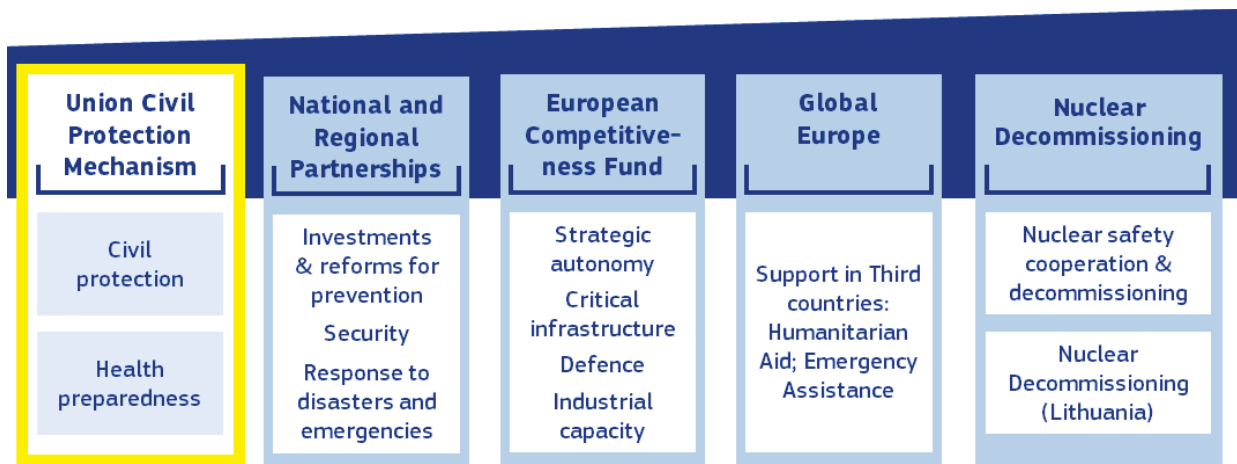 Union Civil
Protection
Mechanism
Civil
protection
Health
preparedness
National and
Regional
Partnerships
Investments
& reforms for
prevention
Security
Response to
disasters and
emergencies
European
Competitive-
ness Fund
Strategic
autonomy
Critical
infrastructure
Defence
Industrial
capacity
Global
Europe
Support in Third
countries:
Humanitarian
Aid; Emergency
Assistance
Nuclear
Decommissioning
Nuclear safety
cooperation &
decommissioning
Nuclear
Decommissioning
(Lithuania)